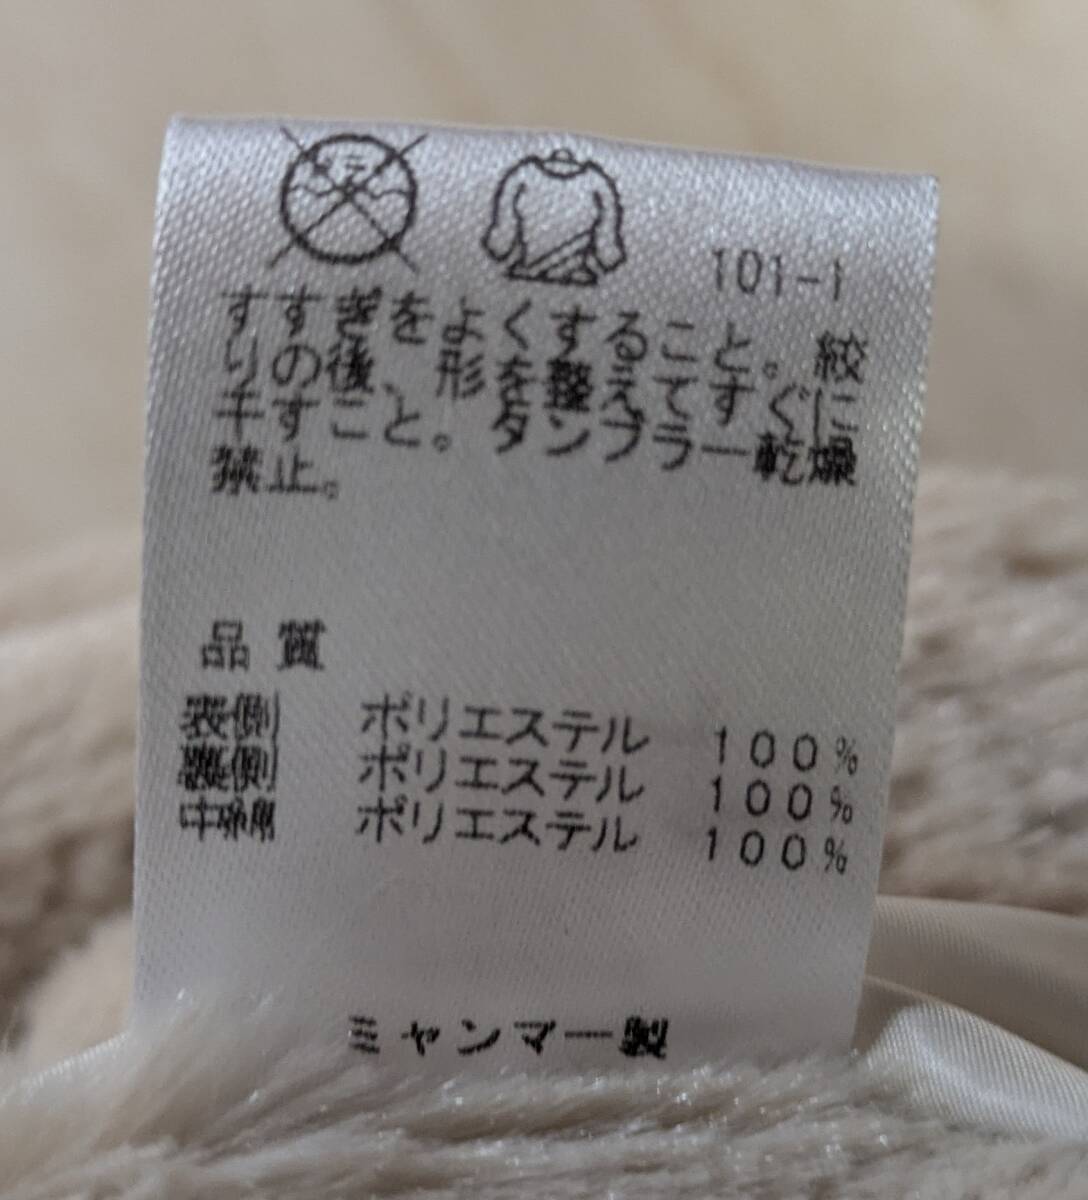 ドライ
101-1
すすぎをよくすること。絞
りの後、形を整えてすぐに
干すこと。タンブラー乾燥
禁止。
品質
表側 ポリエステル 100%
裏側 ポリエステル 100%
中綿 ポリエステル 100%
ミャンマー製